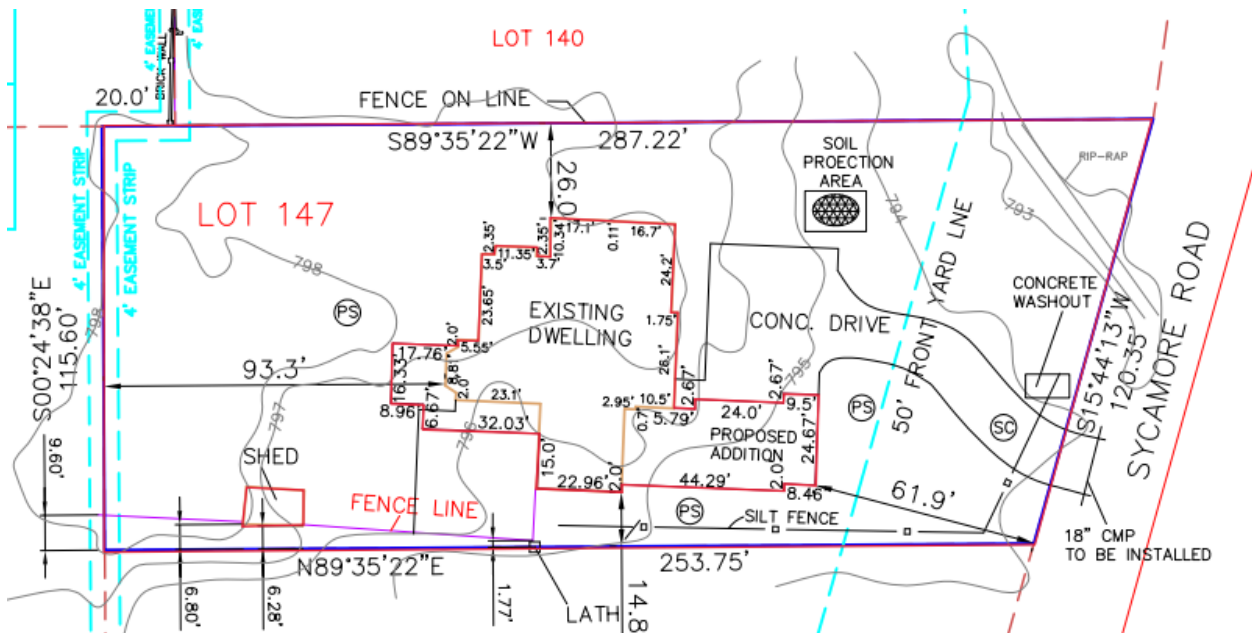 LOT 140
4' EASEMENT
4' EAS
BRICK WALL
20.0'
FENCE ON LINE
S89°35'22"W
287.22'
SOIL
PROECTION
AREA
RIP-RAP
26.0
4' EASEMENT STRIP
4' EASEMENT STRIP
LOT 147
794
793
798
798
2.35'
11.35'
2.35'
10.34'
17.1'
0.11'
16.7'
3.5'
3.7'
24.2'
23.65'
EXISTING
DWELLING
1.75'
CONC. DRIVE
50' FRONT YARD LINE
CONCRETE
WASHOUT
SYCAMORE ROAD
S15°44'13"W
120.35'
PS
S00°24'38"E
115.60'
93.3'
17.76'
2.0'
5.55'
8.8'
2.0'
16.33'
26.1'
795
2.67'
2.67'
8.96'
6.67'
23.1'
2.95'
10.5'
0.7'
5.79'
24.0'
9.5'
PS
SC
797
796
32.03'
PROPOSED
ADDITION
24.67'
9.60'
SHED
15.0'
22.96'
2.0'
44.29'
2.0'
8.46'
61.9'
FENCE LINE
PS
SILT FENCE
18" CMP
TO BE INSTALLED
N89°35'22"E
253.75'
6.80'
6.28'
1.77'
LATH
14.8